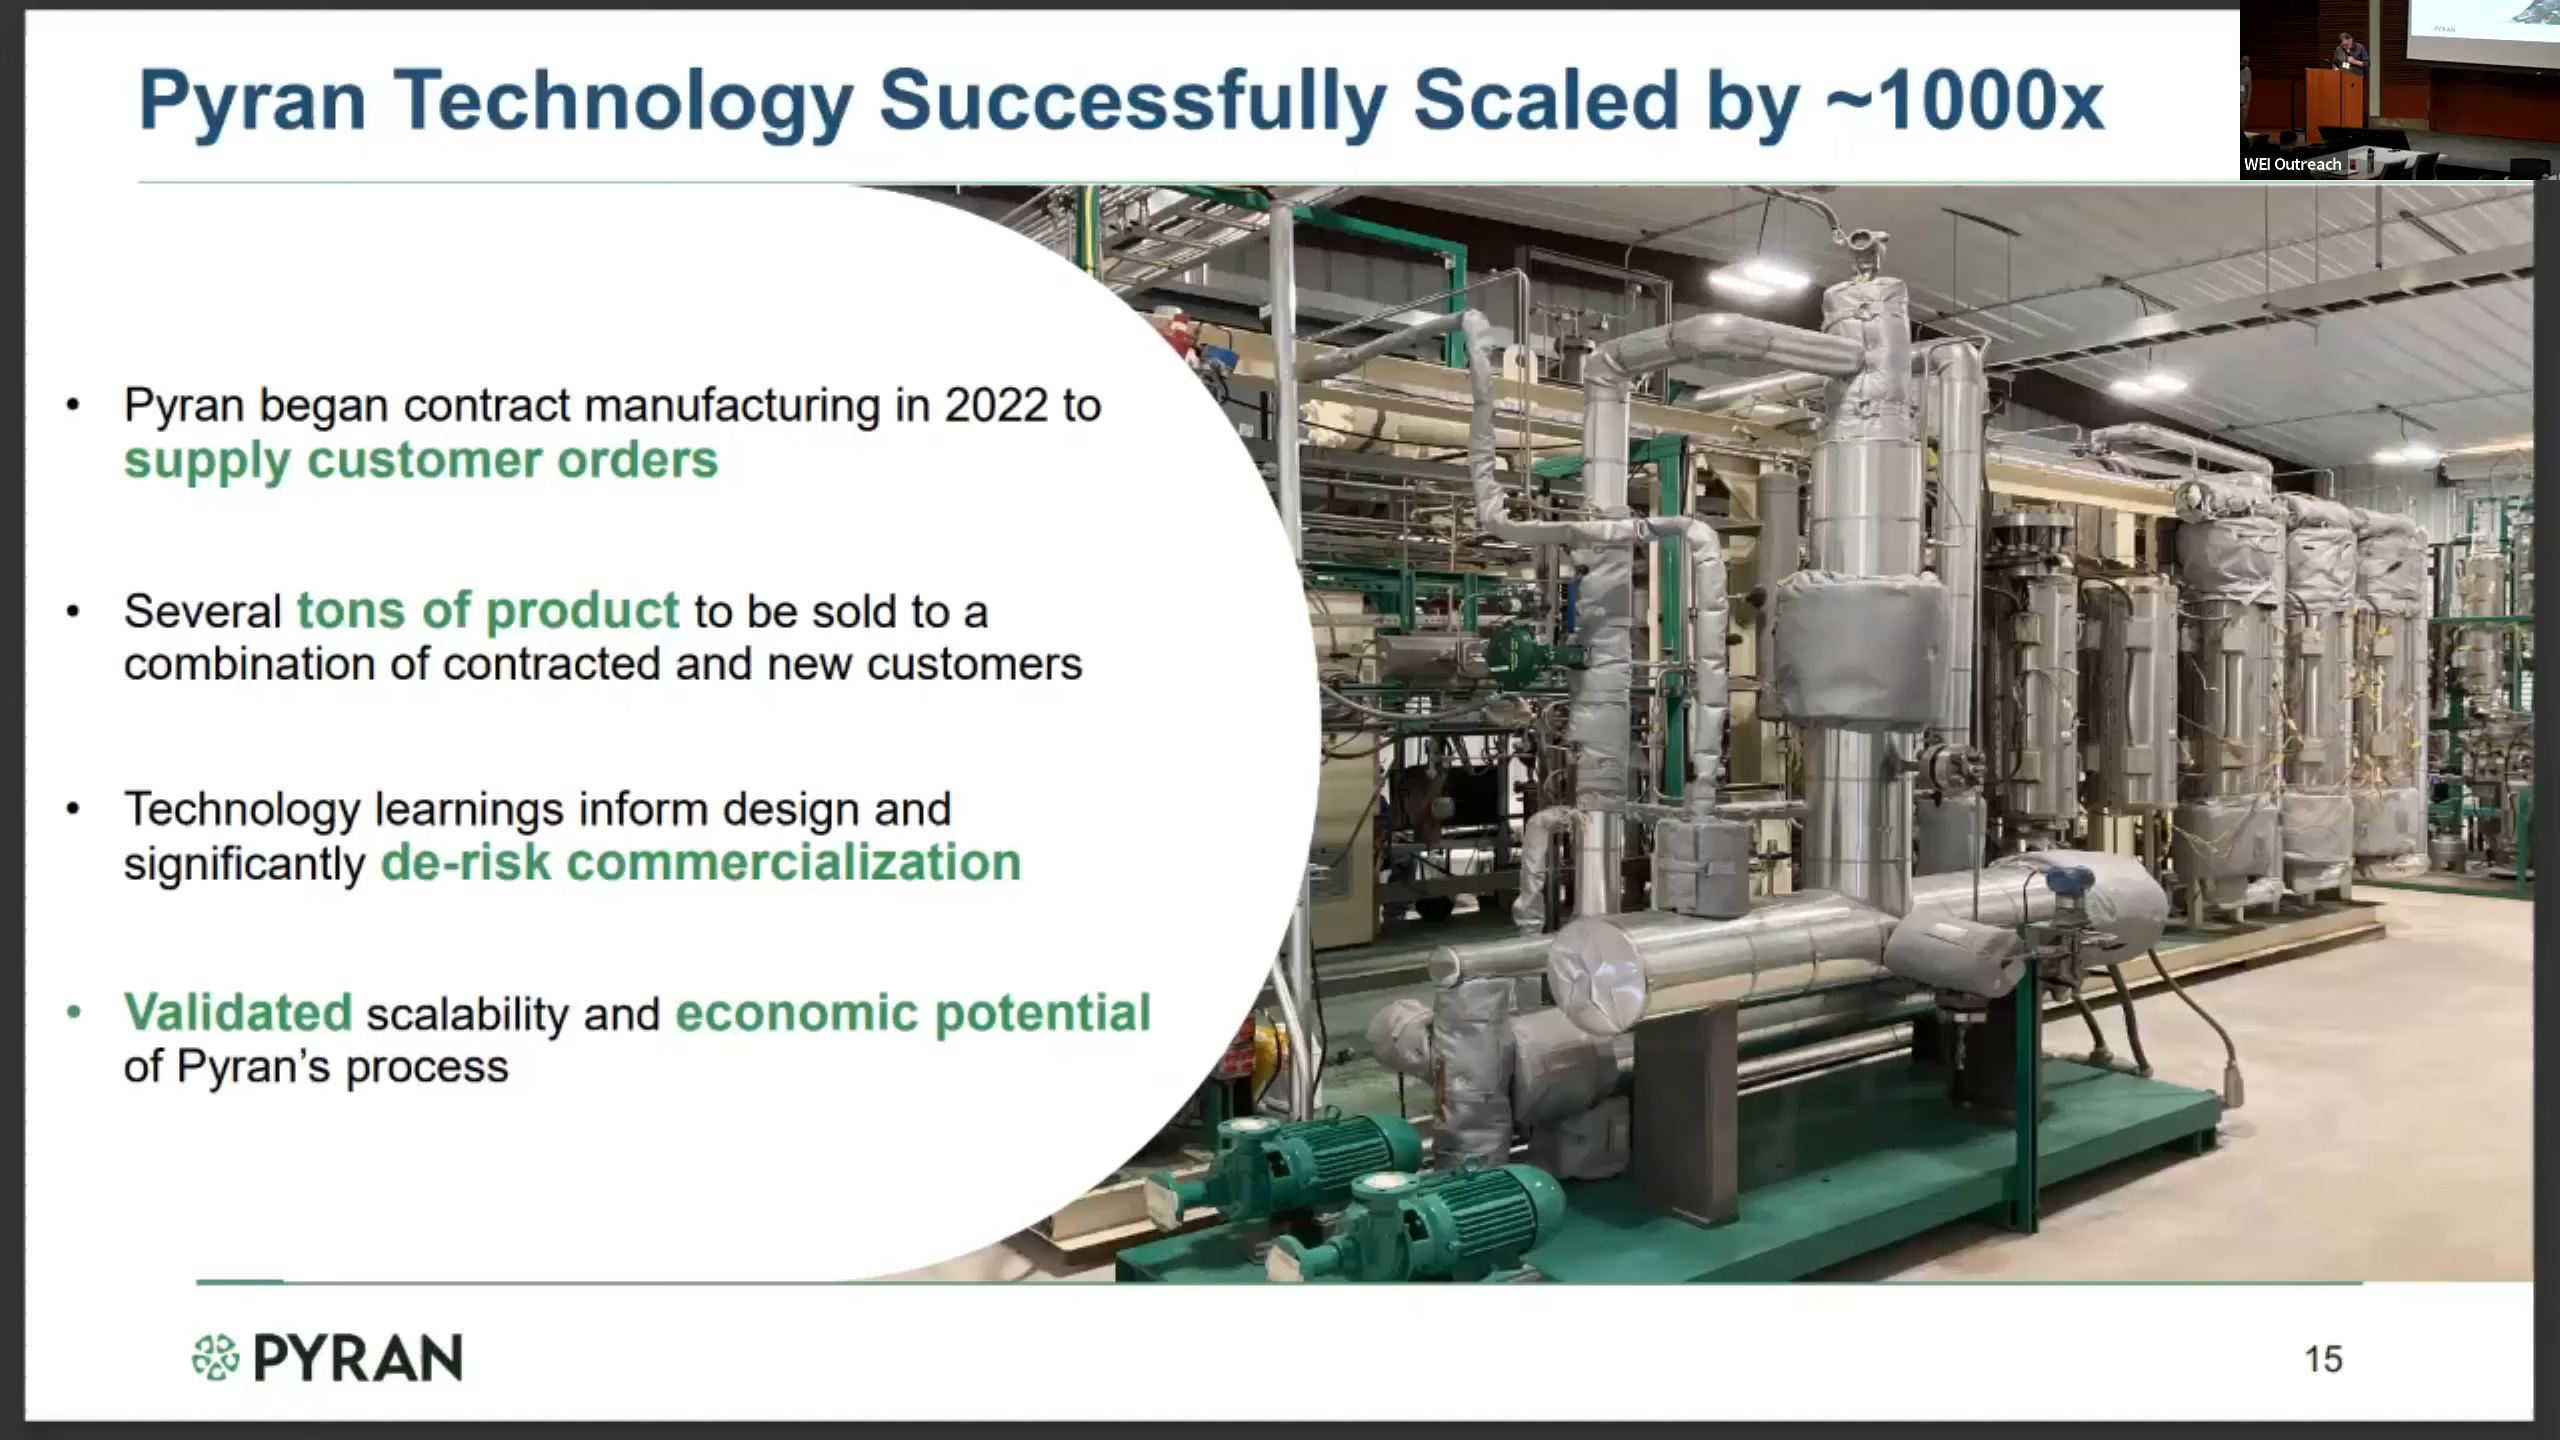 Pyran Technology Successfully Scaled by ~1000x
WEI Outreach
• Pyran began contract manufacturing in 2022 to
supply customer orders
• Several tons of product to be sold to a
combination of contracted and new customers
• Technology learnings inform design and
significantly de-risk commercialization
• Validated scalability and economic potential
of Pyran’s process
PYRAN
15
PYRAN